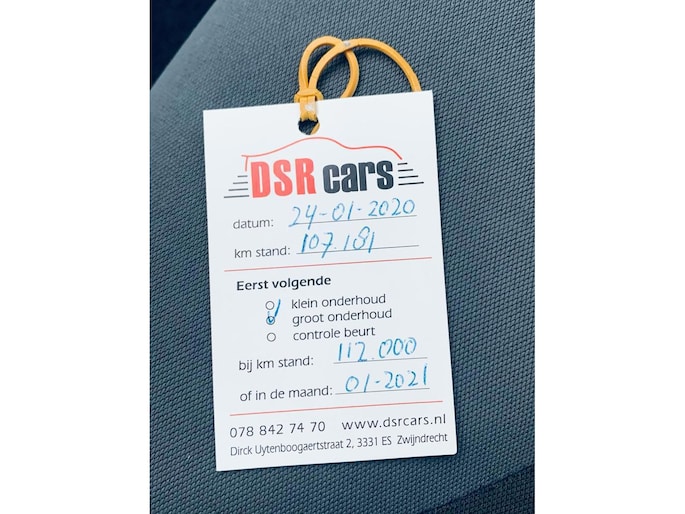 DSR cars
datum: 24-01-2020
km stand: 107.181
Eerst volgende
klein onderhoud
groot onderhoud
controle beurt
bij km stand: 112.000
of in de maand: 01-2021
078 842 74 70 www.dsrcars.nl
Dirck Uytenboogaertstraat 2, 3331 ES Zwijndrecht